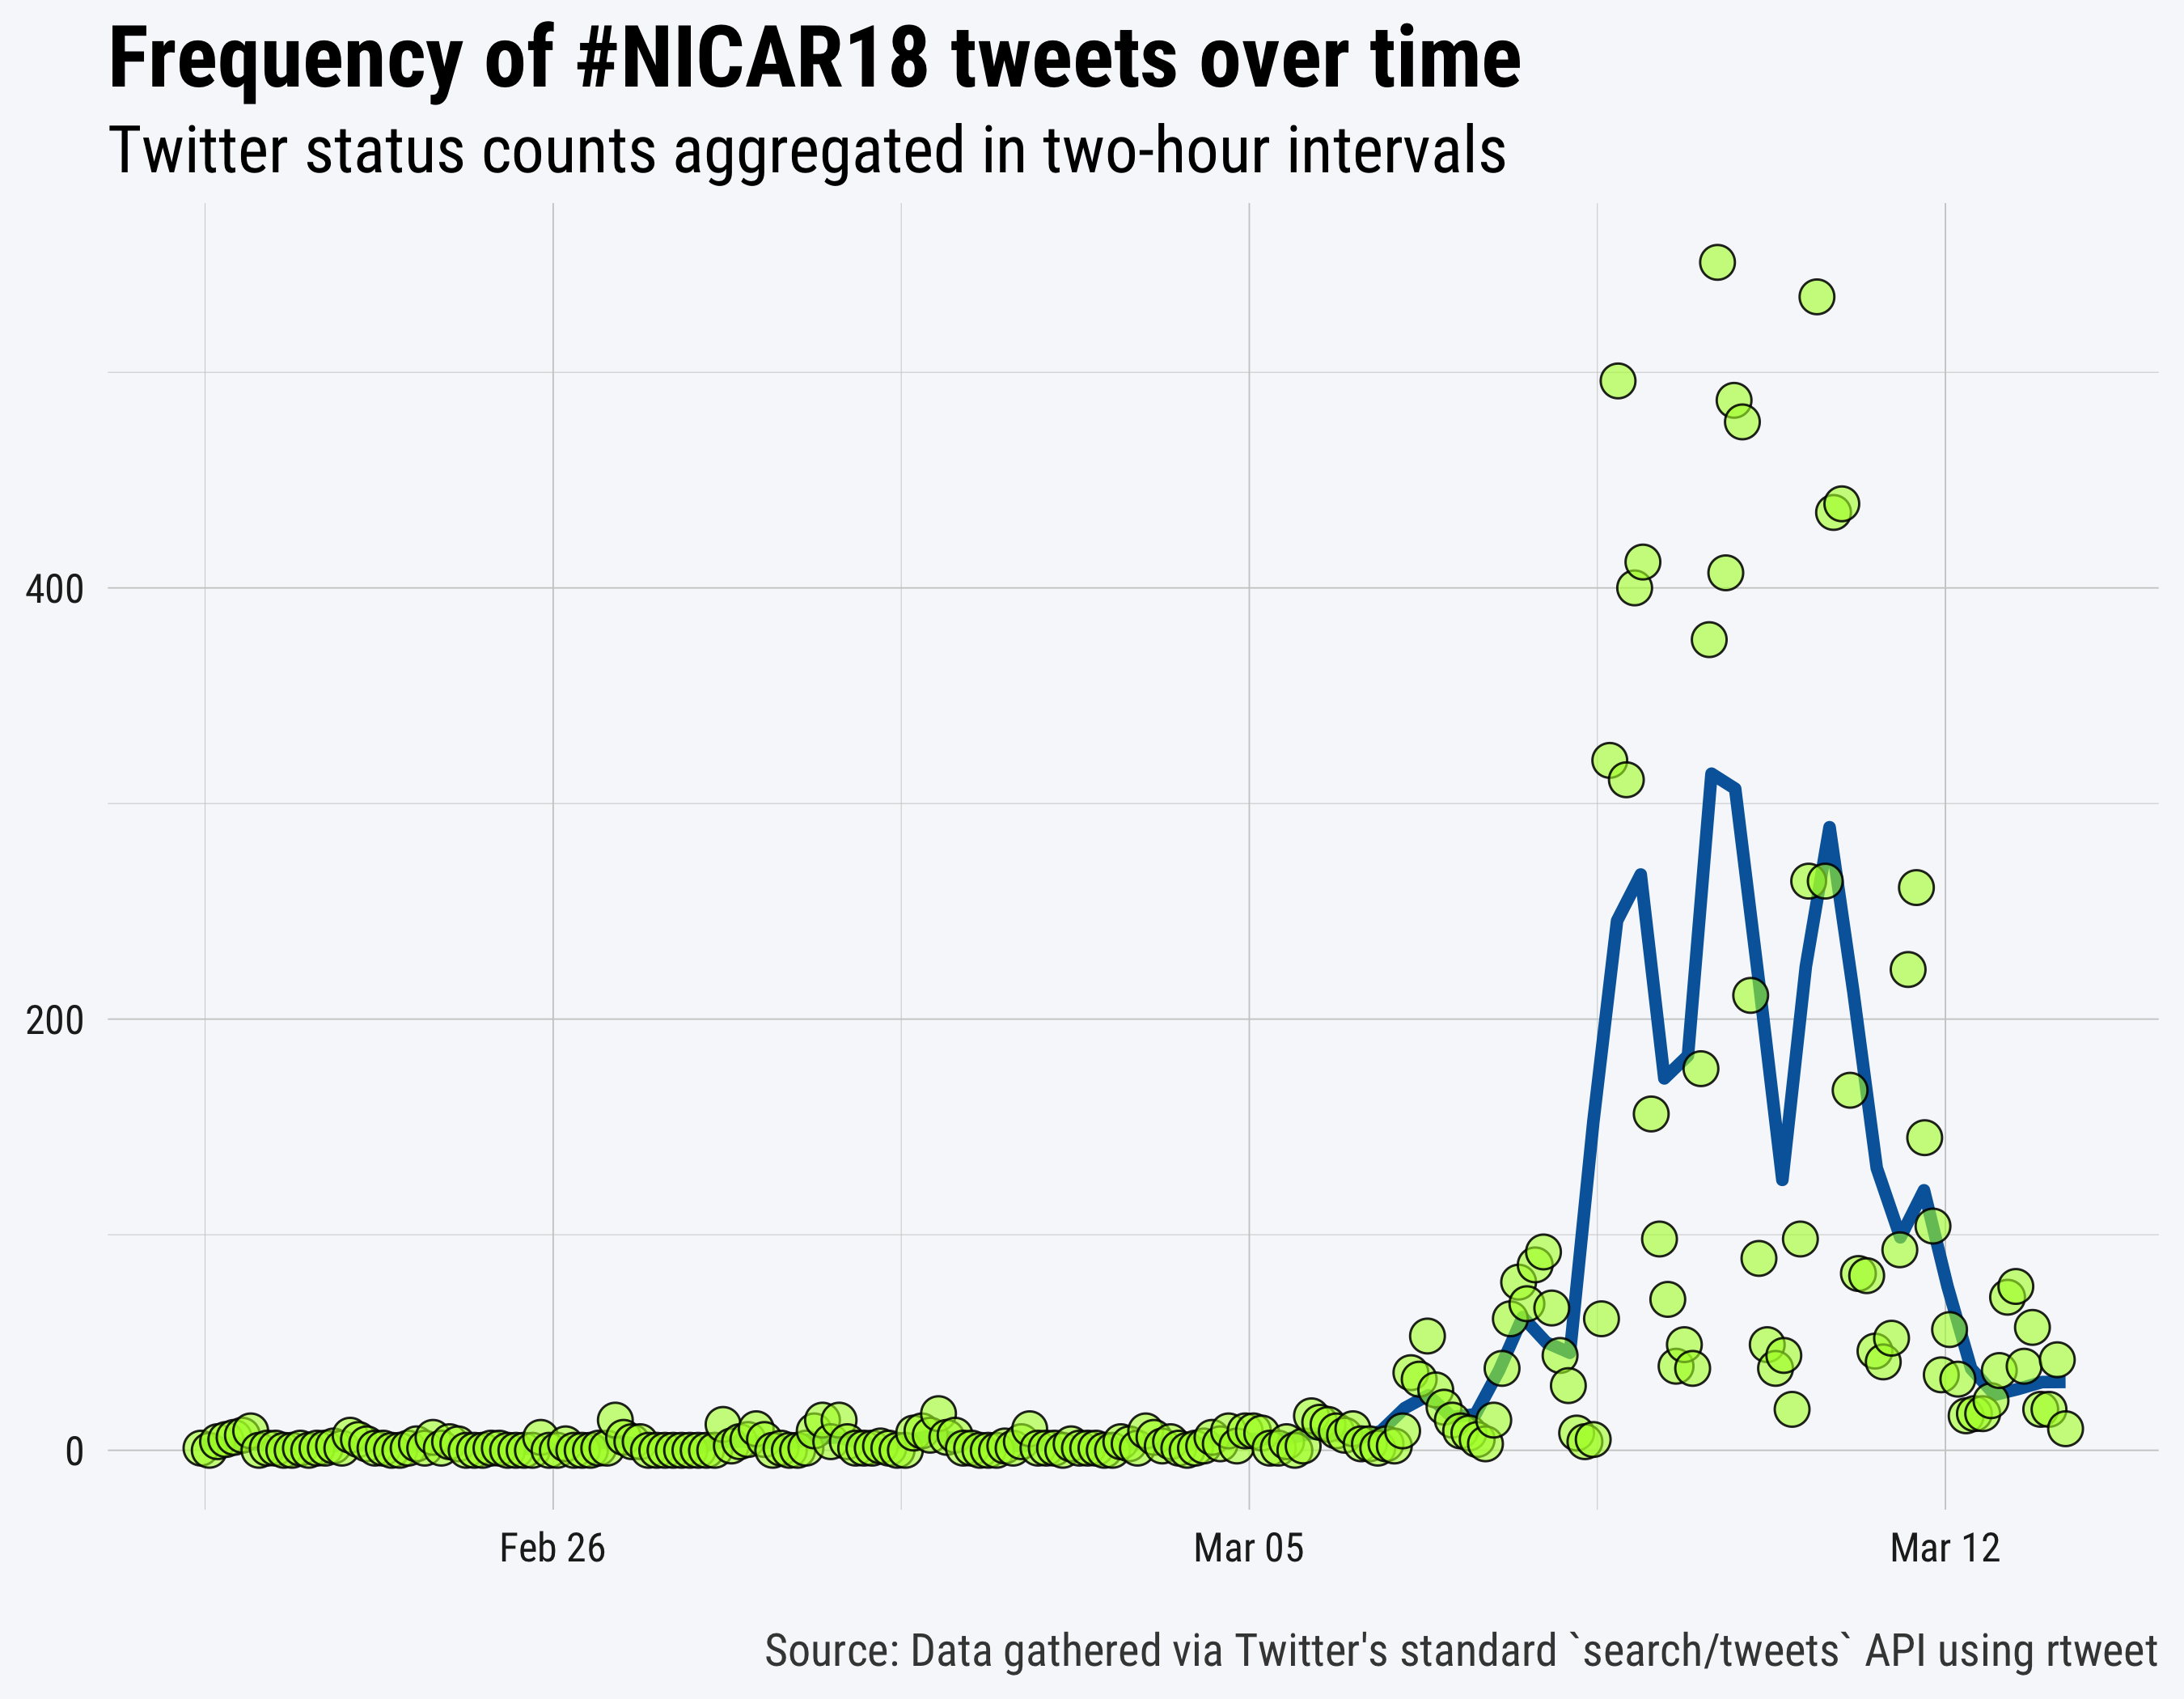 Frequency of #NICAR18 tweets over time
Twitter status counts aggregated in two-hour intervals
400
200
0
Feb 26
Mar 05
Mar 12
Source: Data gathered via Twitter's standard `search/tweets` API using rtweet